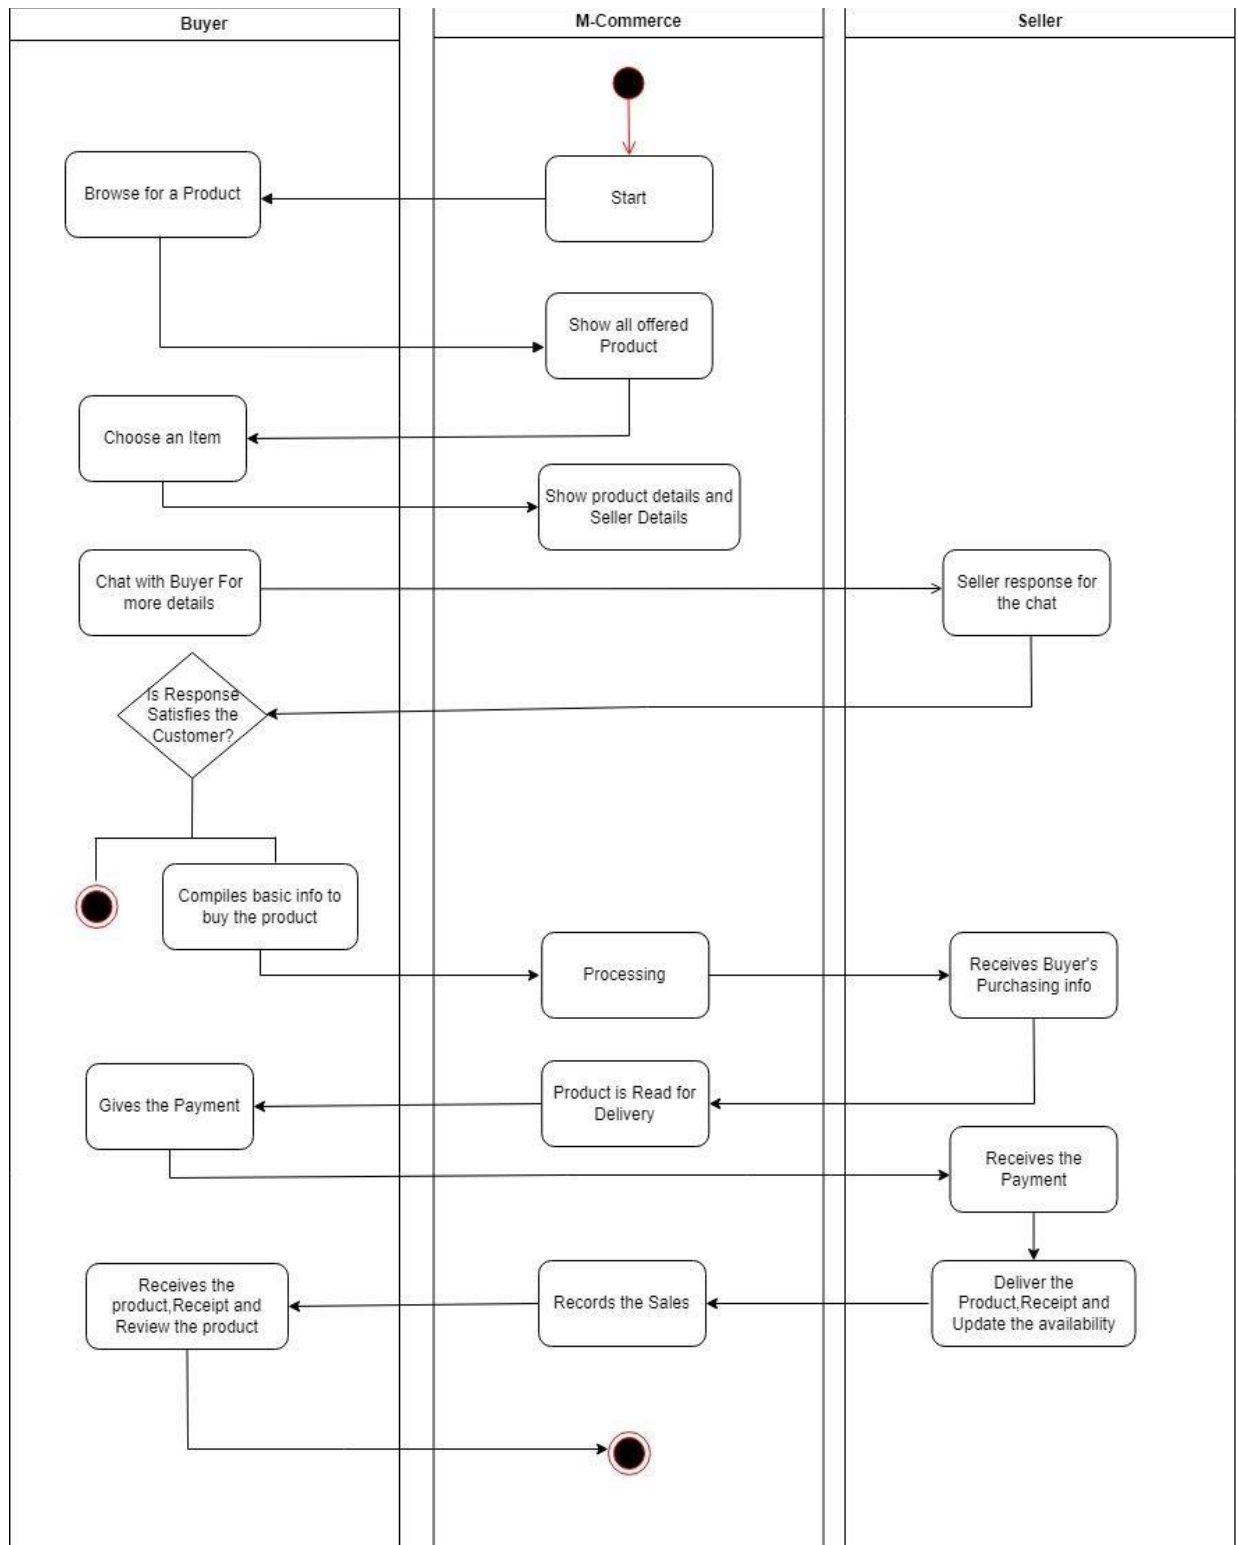 Buyer
M-Commerce
Seller
Browse for a Product
Start
Show all offered
Product
Choose an Item
Show product details and
Seller Details
Chat with Buyer For
more details
Seller response for
the chat
Is Response
Satisfies the
Customer?
Compiles basic info to
buy the product
Processing
Receives Buyer's
Purchasing info
Gives the Payment
Product is Read for
Delivery
Receives the
Payment
Receives the
product,Receipt and
Review the product
Records the Sales
Deliver the
Product,Receipt and
Update the availability